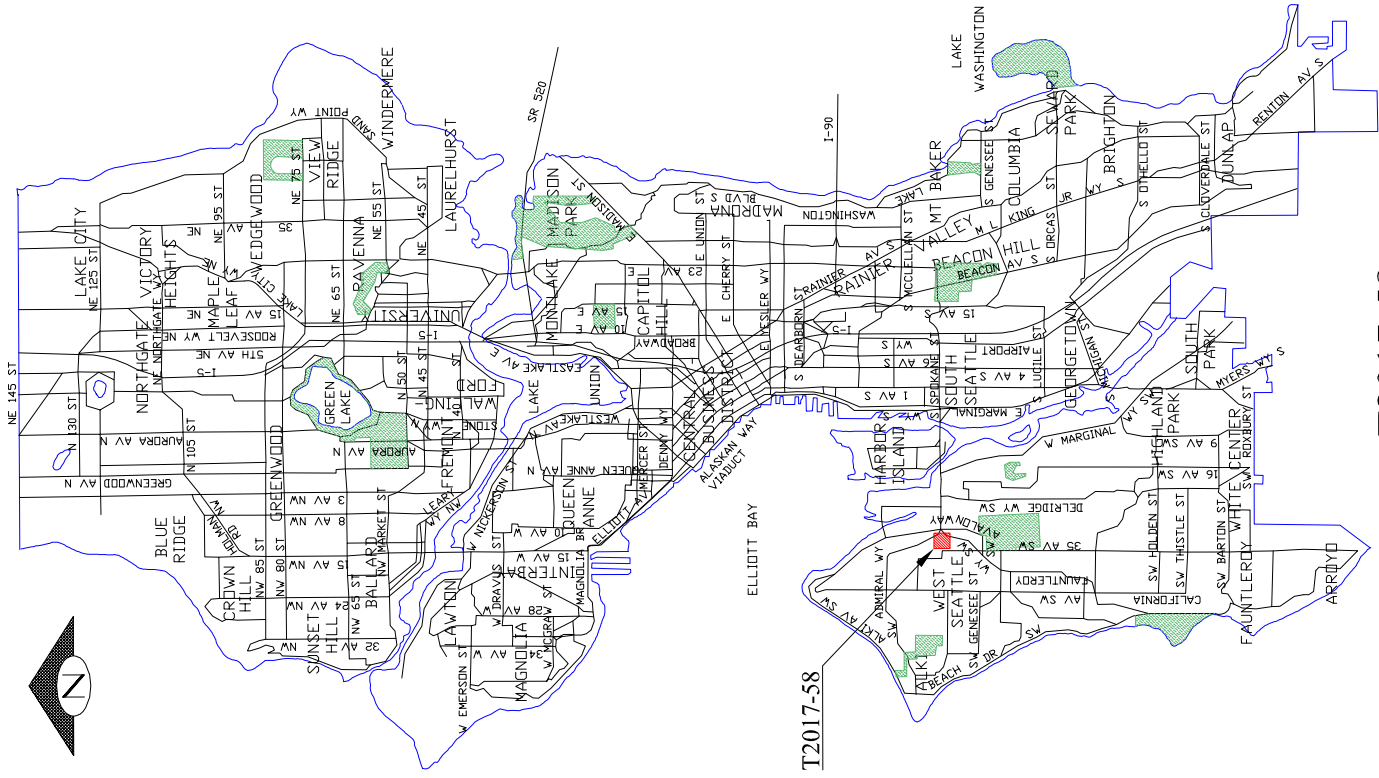 NE 145 ST
N 130 ST
NE 125 ST
LAKE CITY
NORTHGATE
NE NORTHGATE WY
VICTORY
HEIGHTS
MAPLE
LEAF
LAKE CITY WY NE
NE 95 ST
35 AV NE
WEDGEWOOD
NE 75 ST
VIEW
RIDGE
SAND POINT WY
WINDERMERE
15 AV NE
ROOSEVELT WY NE
5TH AV NE
I-5
NE 65 ST
RAVENNA
NE 55 ST
NE 45 ST
LAURELHURST
GREENWOOD AV N
AURORA AV N
N 105 ST
BLUE
RIDGE
HOLMAN RD NW
CROWN
HILL
NW 85 ST
NW 80 ST
GREENWOOD
3 AV NW
8 AV NW
15 AV NW
24 AV NW
32 AV NW
SUNSET
HILL
NW 65 ST
BALLARD
NW MARKET ST
LEARY
WY NW
FREMONT
AURORA AV N
GREEN
LAKE
STONE WY N
N 50 ST
N 45 ST
N 40 ST
WALING
FORD
I-5
UNIVERSIT
SR 520
W NICKERSON ST
LAWTON
W EMERSON ST
W DRAVUS ST
INTERBAY
15 AV W
28 AV W
34 AV W
W MCGRAW ST
MAGNOLIA
MAGNOLIA BR
10 AV W
QUEEN
ANNE
QUEEN ANNE AV N
ELLIOTT AV
MERCER ST
DENNY WY
WESTLAKE AV N
LAKE
UNION
EASTLAKE AV E
MONTLAKE
MADISON
PARK
E MADISON ST
10 AV E
15 AV E
23 AV E
CAPITOL
HILL
BROADWAY
E UNION ST
E CHERRY ST
E YESLER WY
MADRONA
LAKE WASHINGTON BLVD S
CENTRAL
BUSINESS
DISTRICT
ALASKAN WAY
VIADUCT
ELLIOTT BAY
S DEARBORN ST
RAINIER AV S
I-90
I-5
LAKE
WASHINGTON
RAINIER VALLEY
MT BAKER
S MCCLELLAN ST
BEACON HILL
BEACON AV S
15 AV S
M L KING JR WY S
S GENESEE ST
COLUMBIA
S ORCAS ST
SEWARD
PARK
BRIGHTON
S OTHELLO ST
S CLOVERDALE ST
DUNLAP
RENTON AV S
HARBOR
ISLAND
S SPOKANE ST
SOUTH
SEATTLE
1 AV S
4 AV S
6 AV S
AIRPORT WY S
S LUCILE ST
GEORGETOWN
S MICHIGAN ST
E MARGINAL WY S
W MARGINAL WY SW
SOUTH
PARK
MYERS WY S
HIGHLAND
PARK
9 AV SW
16 AV SW
SW ROXBURY ST
WHITE CENTER
DELRIDGE WY SW
35 AV SW
SW AVALON WAY
SW ADMIRAL WY
ALKI AV SW
ALKI
BEACH DR SW
WEST
SEATTLE
SW GENESEE ST
FAUNTLEROY WY SW
CALIFORNIA AV SW
SW HOLDEN ST
SW THISTLE ST
SW BARTON ST
FAUNTLEROY
ARROYO
T2017-58
N